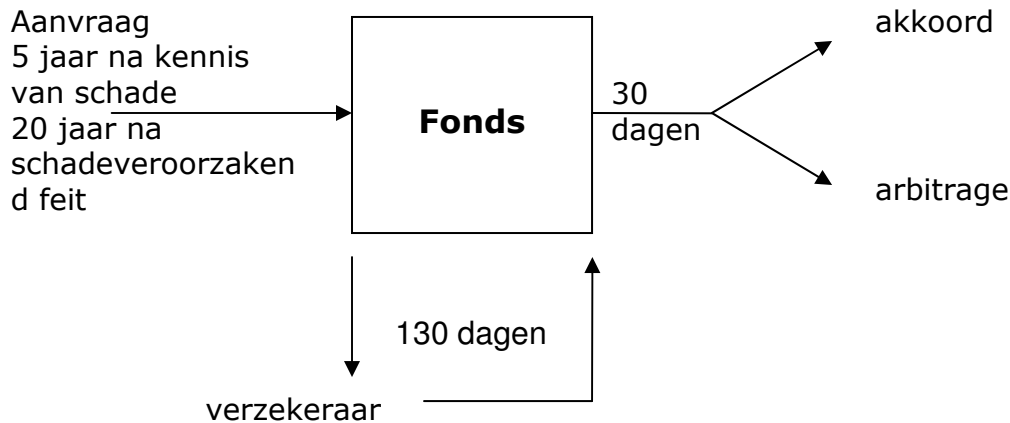 Aanvraag
5 jaar na kennis
van schade
20 jaar na
schadeveroorzaken
d feit
Fonds
30
dagen
akkoord
arbitrage
130 dagen
verzekeraar